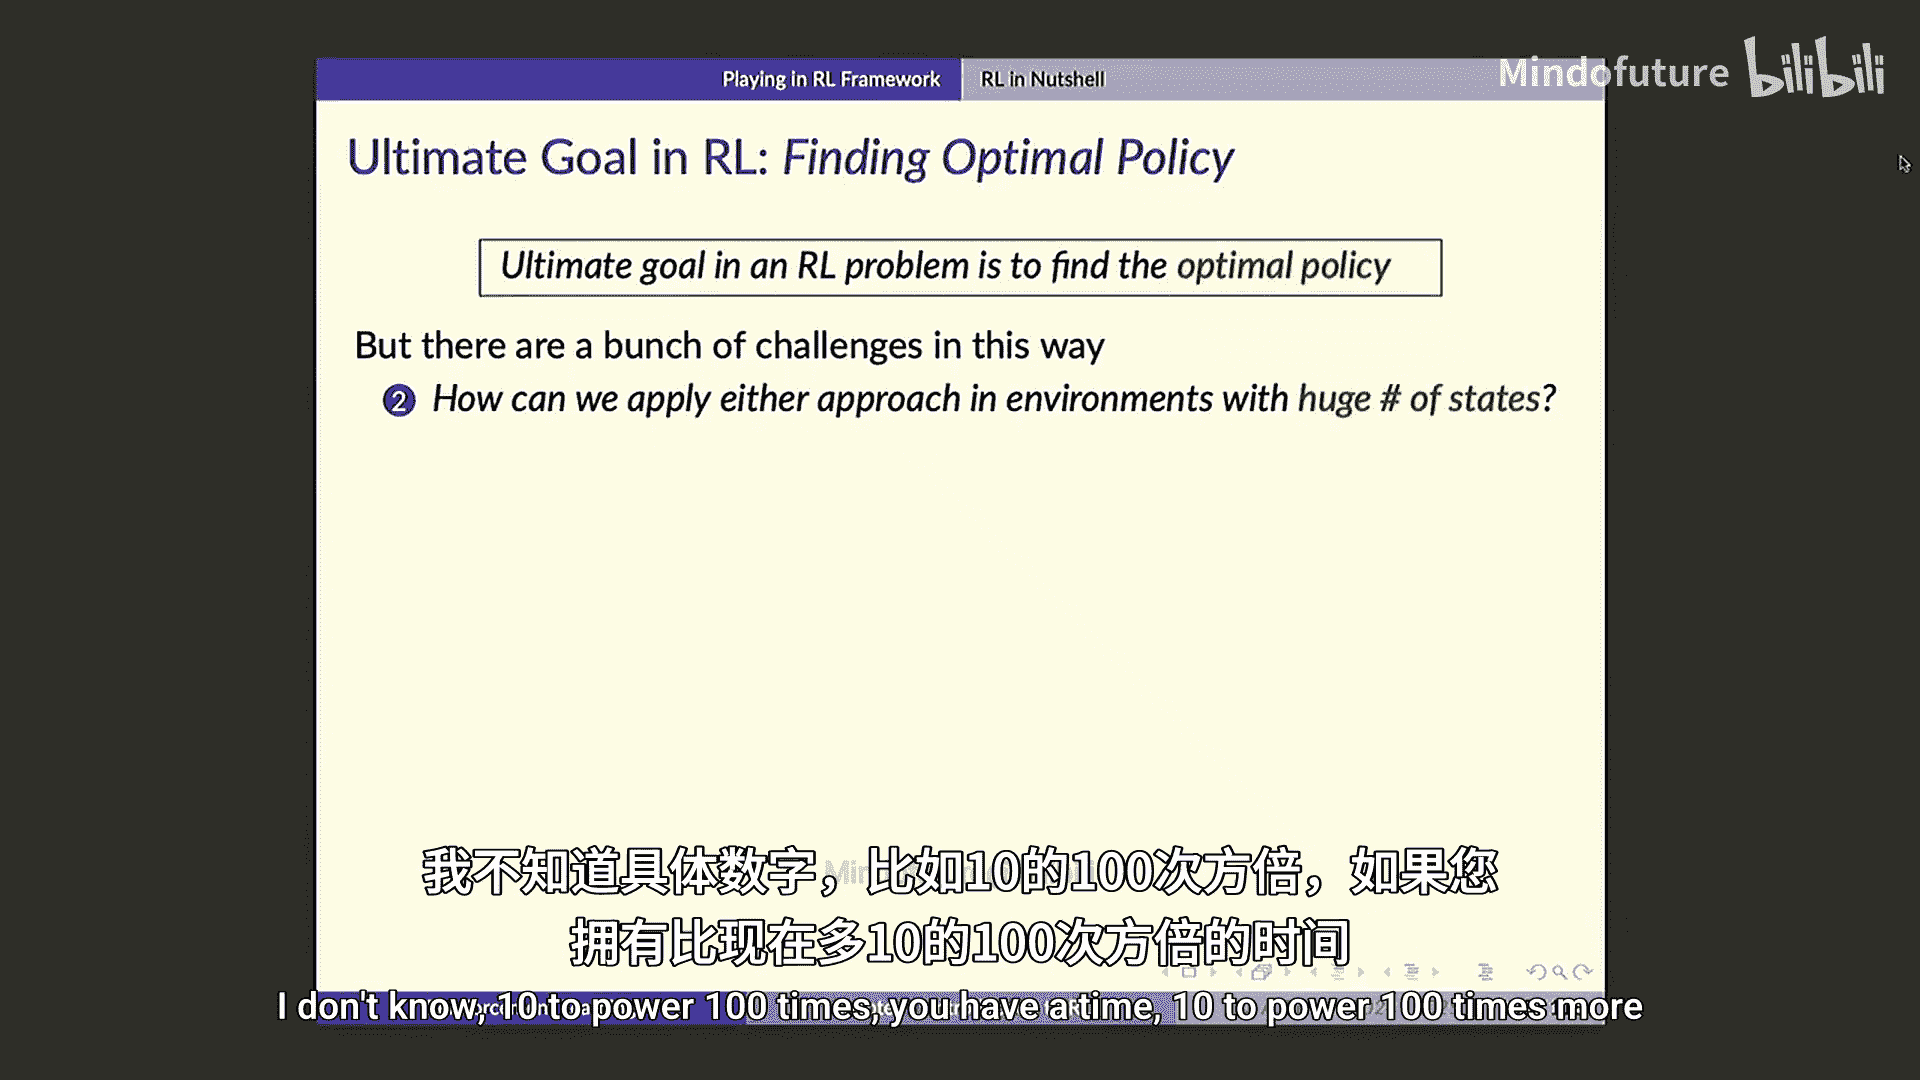 Playing in RL Framework RL in Nutshell
Mindofuture bilibili
Ultimate Goal in RL: Finding Optimal Policy
Ultimate goal in an RL problem is to find the optimal policy
But there are a bunch of challenges in this way
2 How can we apply either approach in environments with huge # of states?
我不知道具体数字，比如10的100次方倍，如果您
拥有比现在多10的100次方倍的时间
I don't know, 10 to power 100 times, you have a time, 10 to power 100 times more